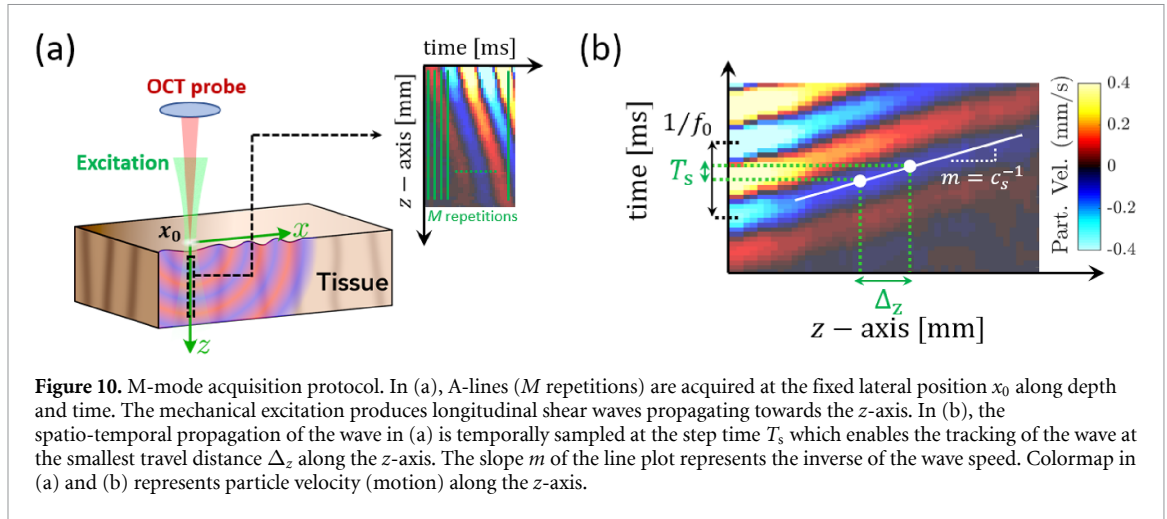 (a)
OCT probe
Excitation
x₀
x
Tissue
z
time [ms]
z − axis [mm]
M repetitions
(b)
time [ms]
1/f₀
Tₛ
m = cₛ⁻¹
Δ_z
z − axis [mm]
Part. Vel. (mm/s)
0.4
0.2
0
-0.2
-0.4
Figure 10. M-mode acquisition protocol. In (a), A-lines (M repetitions) are acquired at the fixed lateral position x₀ along depth
and time. The mechanical excitation produces longitudinal shear waves propagating towards the z-axis. In (b), the
spatio-temporal propagation of the wave in (a) is temporally sampled at the step time Tₛ which enables the tracking of the wave at
the smallest travel distance Δ_z along the z-axis. The slope m of the line plot represents the inverse of the wave speed. Colormap in
(a) and (b) represents particle velocity (motion) along the z-axis.